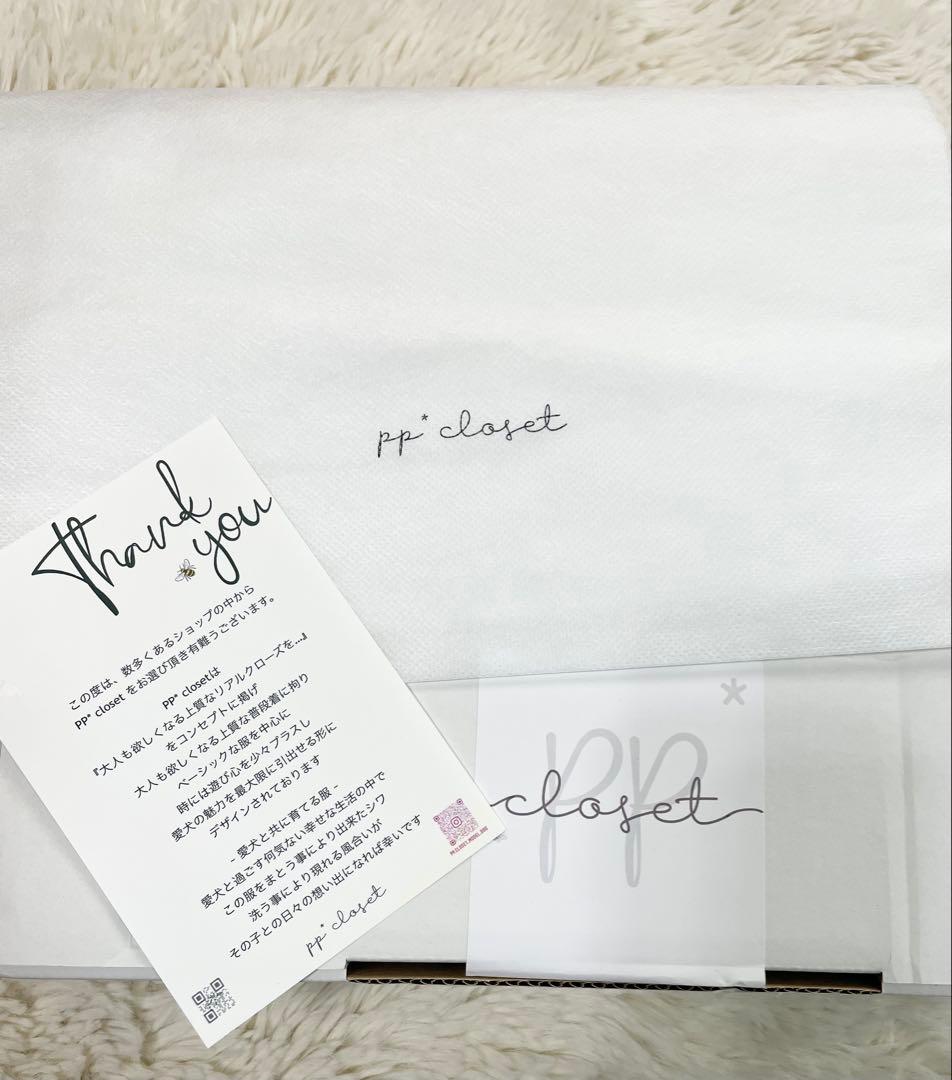 pp* closet
Thank
you
この度は、数多くあるショップの中から
PP* closet をお選び頂き有難うございます。
PP* closetは
『大人も欲しくなる上質なリアルクローズを...』
をコンセプトに掲げ
大人も欲しくなる上質な普段着に拘り
ベーシックな服を中心に
時には遊び心を少々プラスし
愛犬の魅力を最大限に引出せる形に
デザインされております
- 愛犬と共に育てる服 -
愛犬と過ごす何気ない幸せな生活の中で
この服をまとう事により出来たシワ
洗う事により現れる風合いが
その子との日々の想い出になれば幸いです
pp* closet
PP.CLOSET.MODEL_DOG
pp*
closet